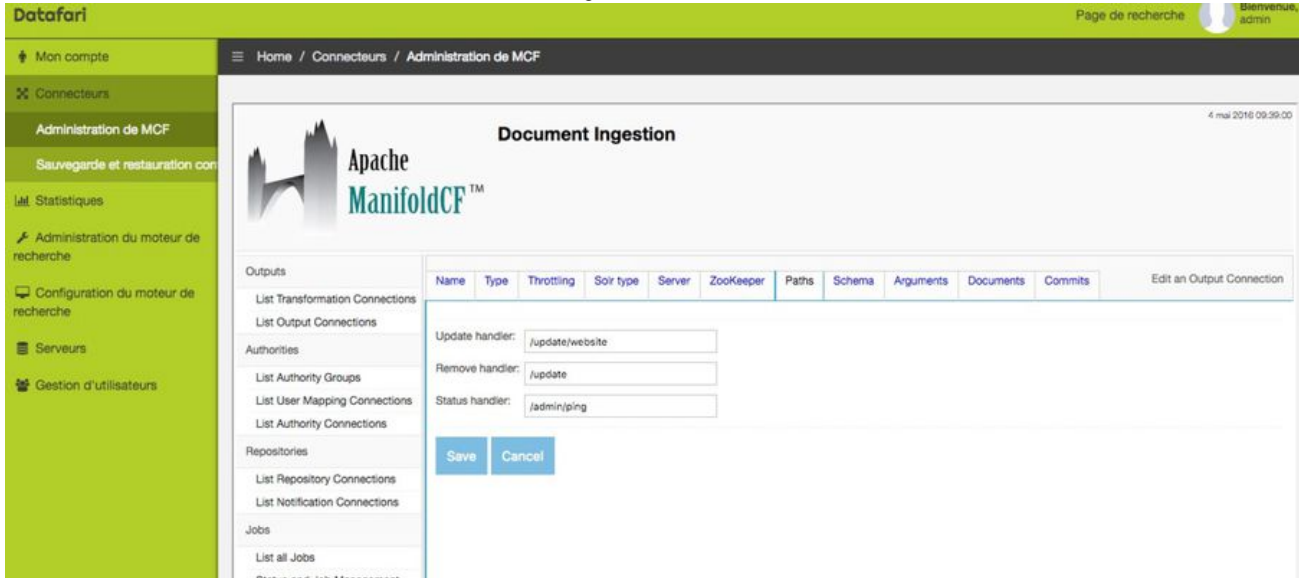 Datafari
Page de recherche
Bienvenue,
admin
Mon compte
Home / Connecteurs / Administration de MCF
Connecteurs
Administration de MCF
Sauvegarde et restauration con
Statistiques
Administration du moteur de
recherche
Configuration du moteur de
recherche
Serveurs
Gestion d'utilisateurs
4 mai 2016 09:39:00
Document Ingestion
Apache
ManifoldCF™
Outputs
List Transformation Connections
List Output Connections
Authorities
List Authority Groups
List User Mapping Connections
List Authority Connections
Repositories
List Repository Connections
List Notification Connections
Jobs
List all Jobs
Name Type Throttling Solr type Server ZooKeeper Paths Schema Arguments Documents Commits Edit an Output Connection
Update handler: /update/website
Remove handler: /update
Status handler: /admin/ping
Save Cancel